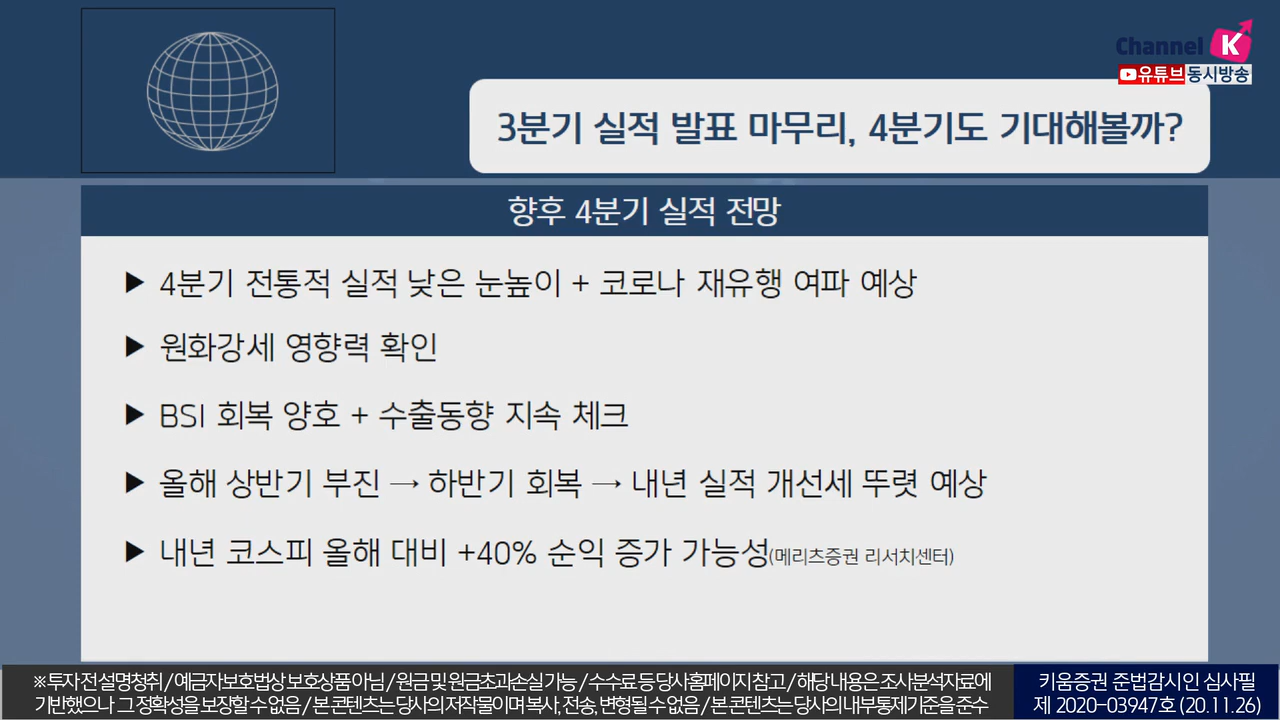 Channel K
유튜브 동시방송
3분기 실적 발표 마무리, 4분기도 기대해볼까?
향후 4분기 실적 전망
▶ 4분기 전통적 실적 낮은 눈높이 + 코로나 재유행 여파 예상
▶ 원화강세 영향력 확인
▶ BSI 회복 양호 + 수출동향 지속 체크
▶ 올해 상반기 부진 → 하반기 회복 → 내년 실적 개선세 뚜렷 예상
▶ 내년 코스피 올해 대비 +40% 순익 증가 가능성(메리츠증권 리서치센터)
※ 투자 전 설명청취 / 예금자보호법상 보호상품 아님 / 원금 및 원금초과손실 가능 / 수수료 등 당사홈페이지 참고 / 해당 내용은 조사분석자료에
기반했으나 그 정확성을 보장할 수 없음 / 본 콘텐츠는 당사의 저작물이며 복사, 전송, 변형될 수 없음 / 본 콘텐츠는 당사의 내부통제기준을 준수
키움증권 준법감시인 심사필
제 2020-03947호 (20.11.26)